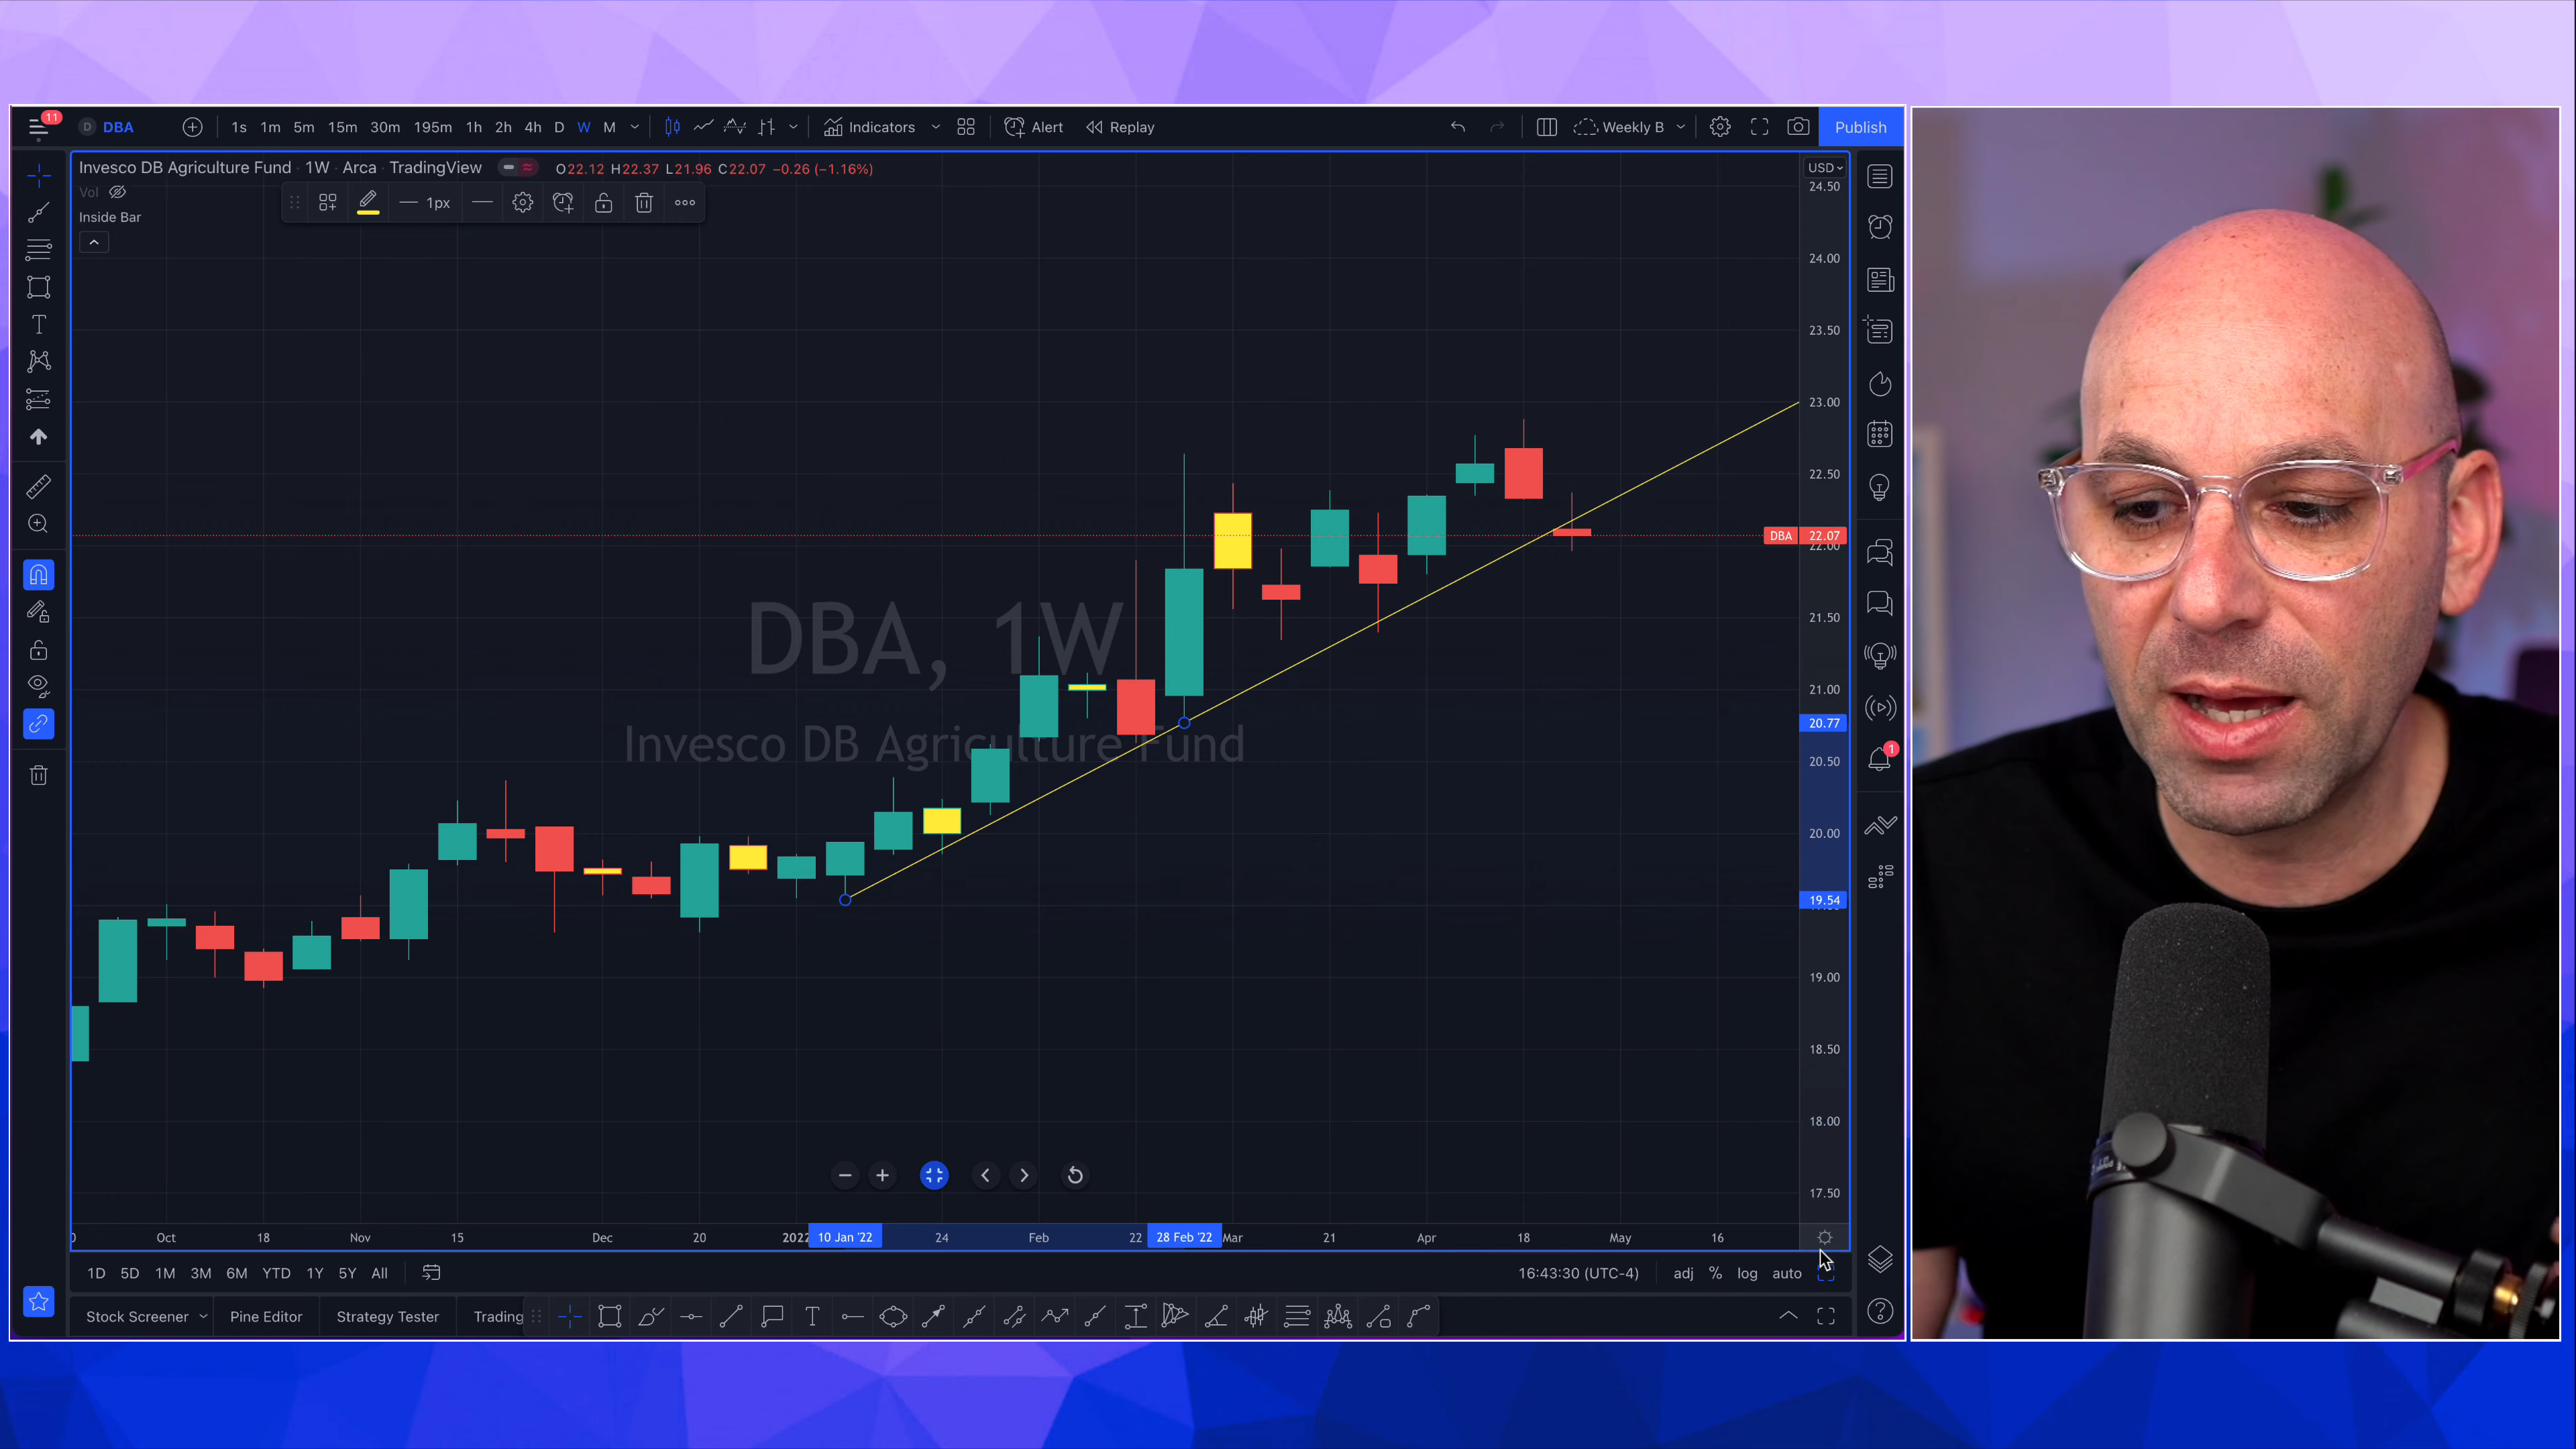 11
D DBA 1s 1m 5m 15m 30m 195m 1h 2h 4h D W M Indicators Alert Replay Weekly B Publish
Invesco DB Agriculture Fund · 1W · Arca · TradingView O22.12 H22.37 L21.96 C22.07 −0.26 (−1.16%)
USD
Vol
1px
Inside Bar
24.50
24.00
23.50
23.00
22.50
DBA 22.07
22.00
21.50
DBA, 1W
21.00
20.77
Invesco DB Agriculture Fund
20.50
1
20.00
19.54
19.00
18.50
18.00
17.50
Oct 18 Nov 15 Dec 20 2022 10 Jan '22 24 Feb 22 28 Feb '22 Mar 21 Apr 18 May 16
1D 5D 1M 3M 6M YTD 1Y 5Y All 16:43:30 (UTC-4) adj % log auto
Stock Screener Pine Editor Strategy Tester Trading